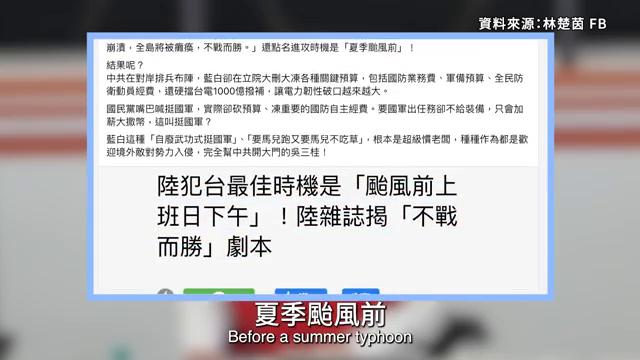 資料來源：林楚茵 FB
崩潰，全島將被癱瘓，不戰而勝。」還點名進攻時機是「夏季颱風前」！
結果呢？
中共在對岸排兵布陣，藍白卻在立院大刪大凍各種關鍵預算，包括國防業務費、軍備預算、全民防
衛動員經費，還硬擋台電1000億撥補，讓電力韌性破口越來越大。
國民黨嘴巴喊挺國軍，實際卻砍預算、凍重要的國防自主經費。要國軍出任務卻不給裝備，只會加
薪大撒幣，這叫挺國軍？
藍白這種「自廢武功式挺國軍」、「要馬兒跑又要馬兒不吃草」，根本是超級慣老闆，種種作為都是歡
迎境外敵對勢力入侵，完全幫中共開大門的吳三桂！
陸犯台最佳時機是「颱風前上
班日下午」！陸雜誌揭「不戰
而勝」劇本
夏季颱風前
Before a summer typhoon